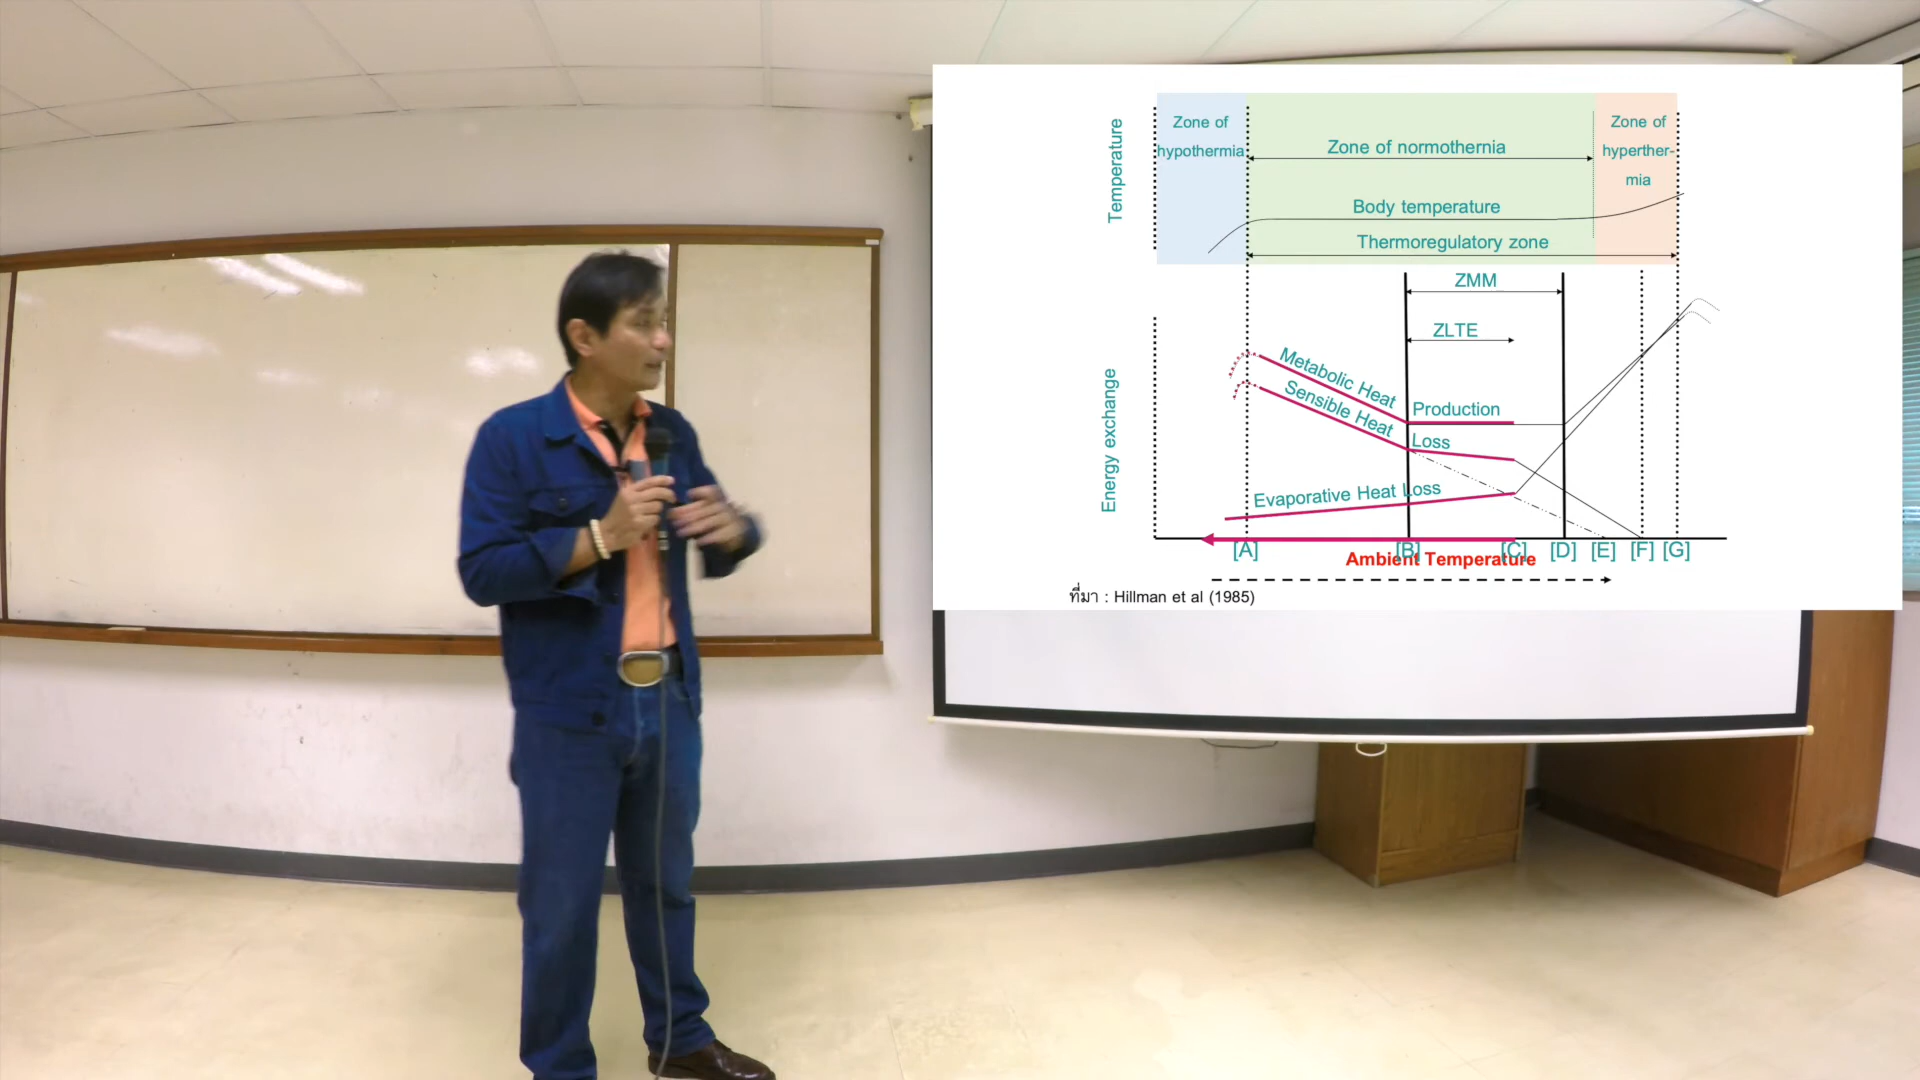 Temperature
Zone of
hypothermia
Zone of normothernia
Zone of
hyperther-
mia
Body temperature
Thermoregulatory zone
ZMM
ZLTE
Energy exchange
Metabolic Heat Production
Sensible Heat Loss
Evaporative Heat Loss
[A] [B] [C] [D] [E] [F] [G]
Ambient Temperature
ที่มา : Hillman et al (1985)